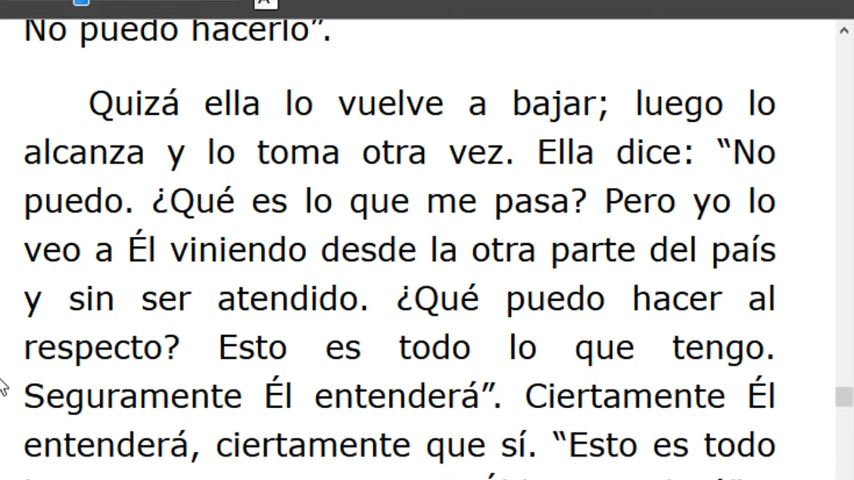 No puedo hacerlo”.
Quizá ella lo vuelve a bajar; luego lo
alcanza y lo toma otra vez. Ella dice: “No
puedo. ¿Qué es lo que me pasa? Pero yo lo
veo a Él viniendo desde la otra parte del país
y sin ser atendido. ¿Qué puedo hacer al
respecto? Esto es todo lo que tengo.
Seguramente Él entenderá”. Ciertamente Él
entenderá, ciertamente que sí. “Esto es todo